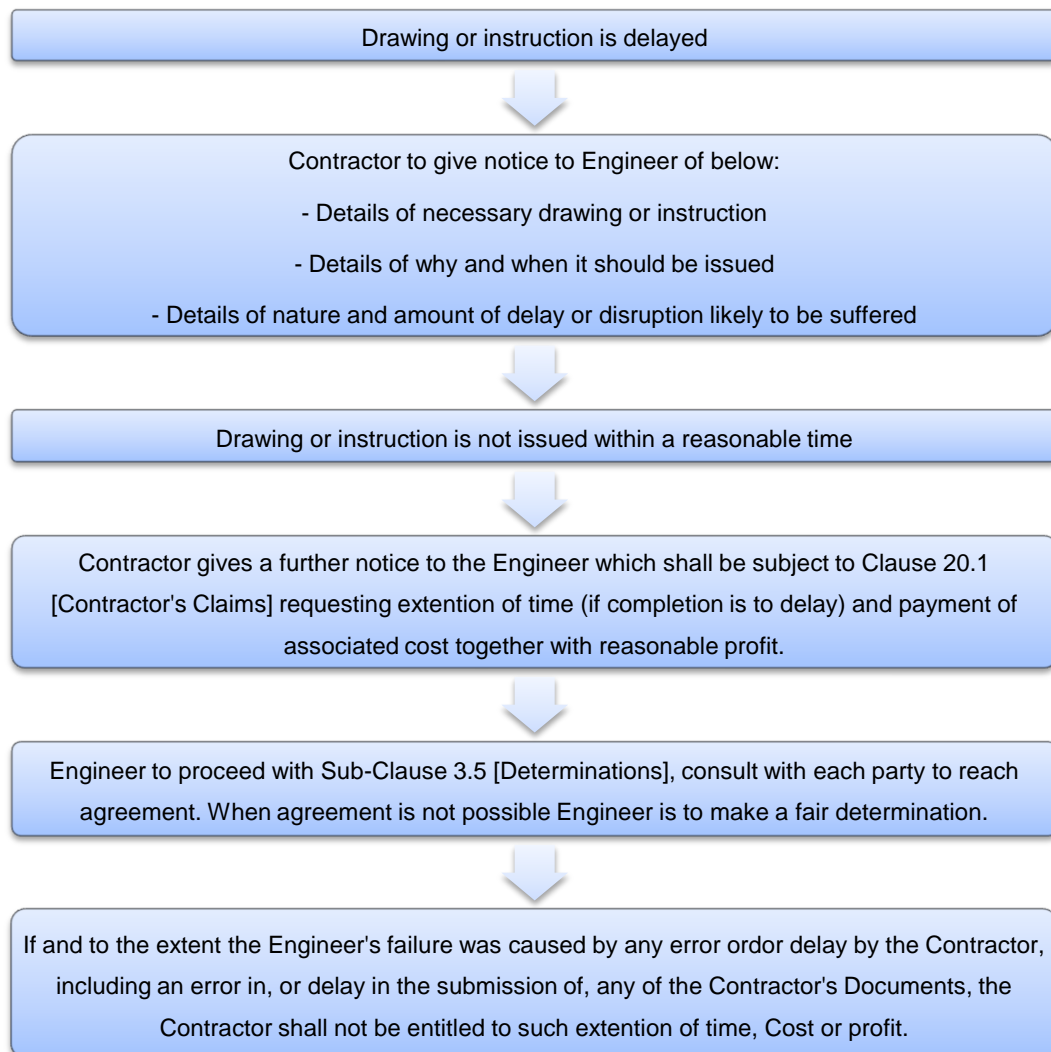 Drawing or instruction is delayed
Contractor to give notice to Engineer of below:
- Details of necessary drawing or instruction
- Details of why and when it should be issued
- Details of nature and amount of delay or disruption likely to be suffered
Drawing or instruction is not issued within a reasonable time
Contractor gives a further notice to the Engineer which shall be subject to Clause 20.1
[Contractor's Claims] requesting extention of time (if completion is to delay) and payment of
associated cost together with reasonable profit.
Engineer to proceed with Sub-Clause 3.5 [Determinations], consult with each party to reach
agreement. When agreement is not possible Engineer is to make a fair determination.
If and to the extent the Engineer's failure was caused by any error ordor delay by the Contractor,
including an error in, or delay in the submission of, any of the Contractor's Documents, the
Contractor shall not be entitled to such extention of time, Cost or profit.